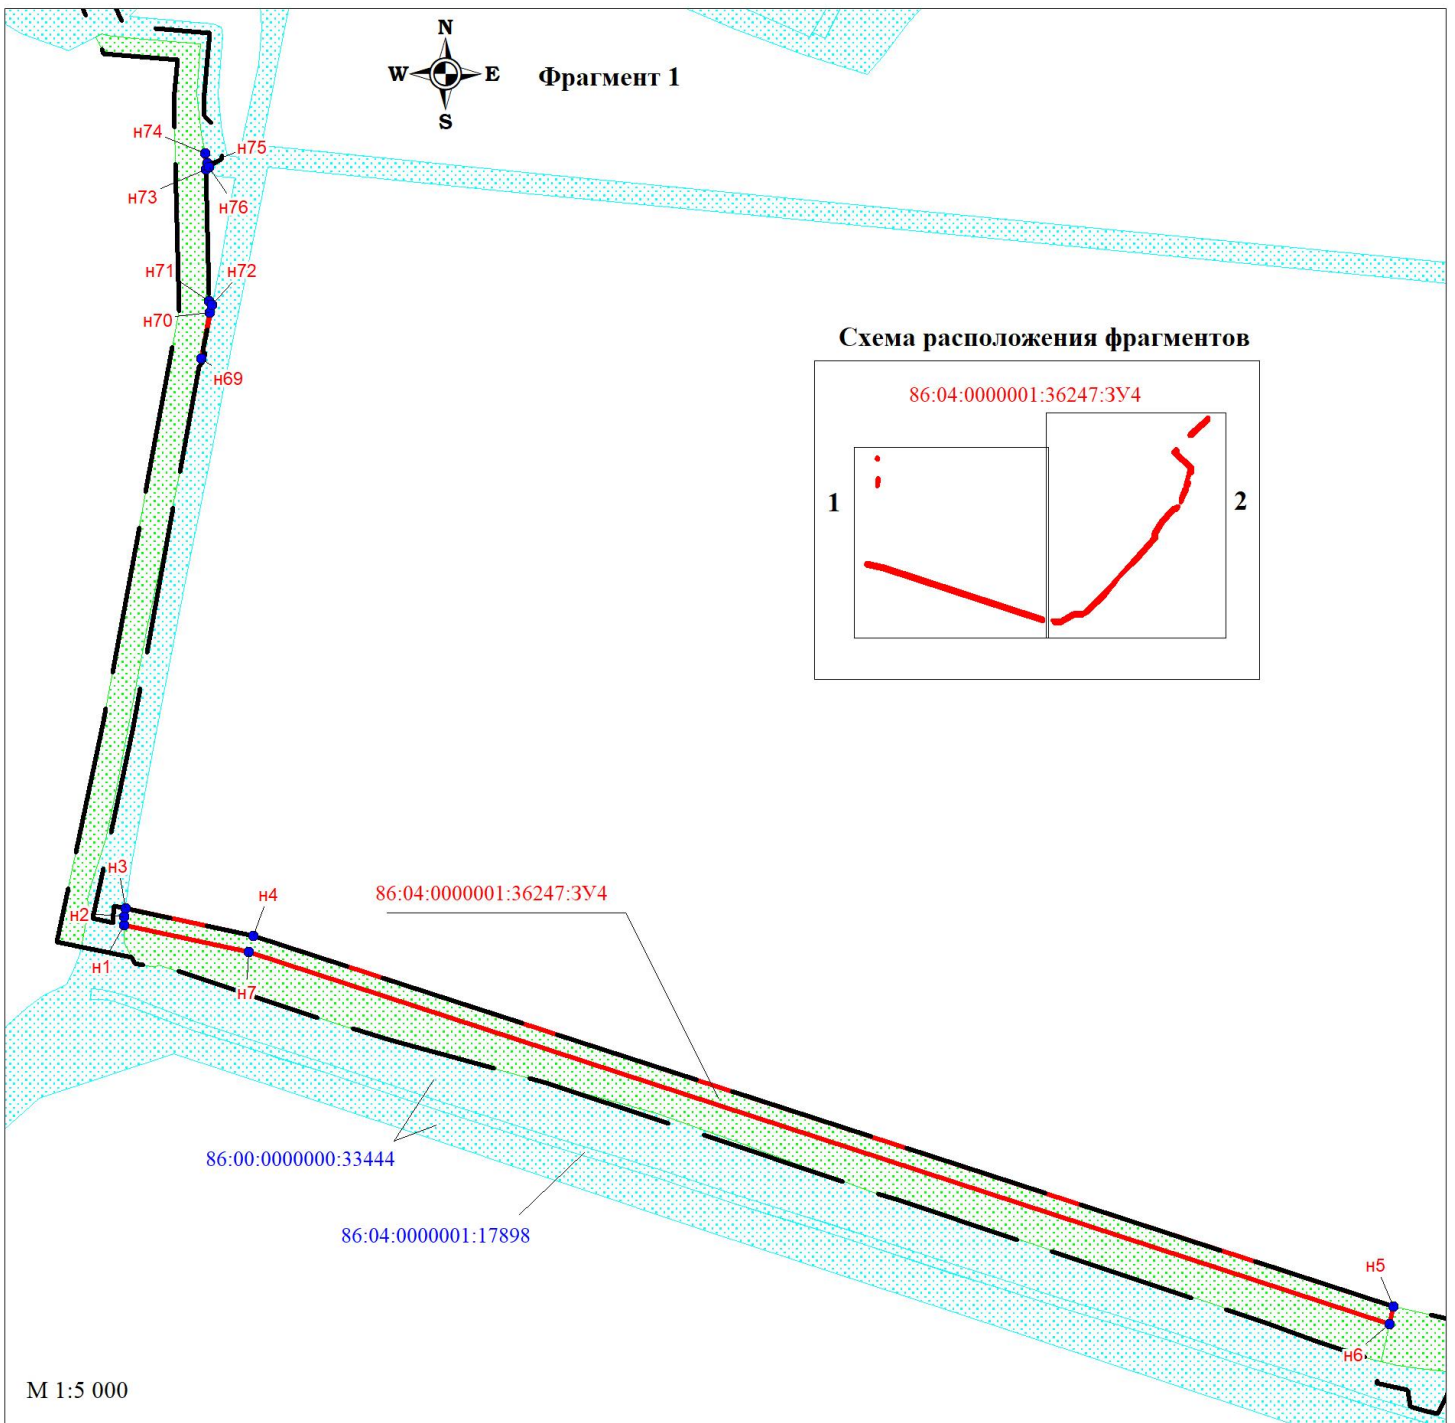 N
W E
S
Фрагмент 1
н74
н75
н73
н76
н71
н72
н70
н69
Схема расположения фрагментов
86:04:0000001:36247:ЗУ4
1
2
н3
н2
н1
н4
н7
86:04:0000001:36247:ЗУ4
86:00:0000000:33444
86:04:0000001:17898
н5
н6
М 1:5 000